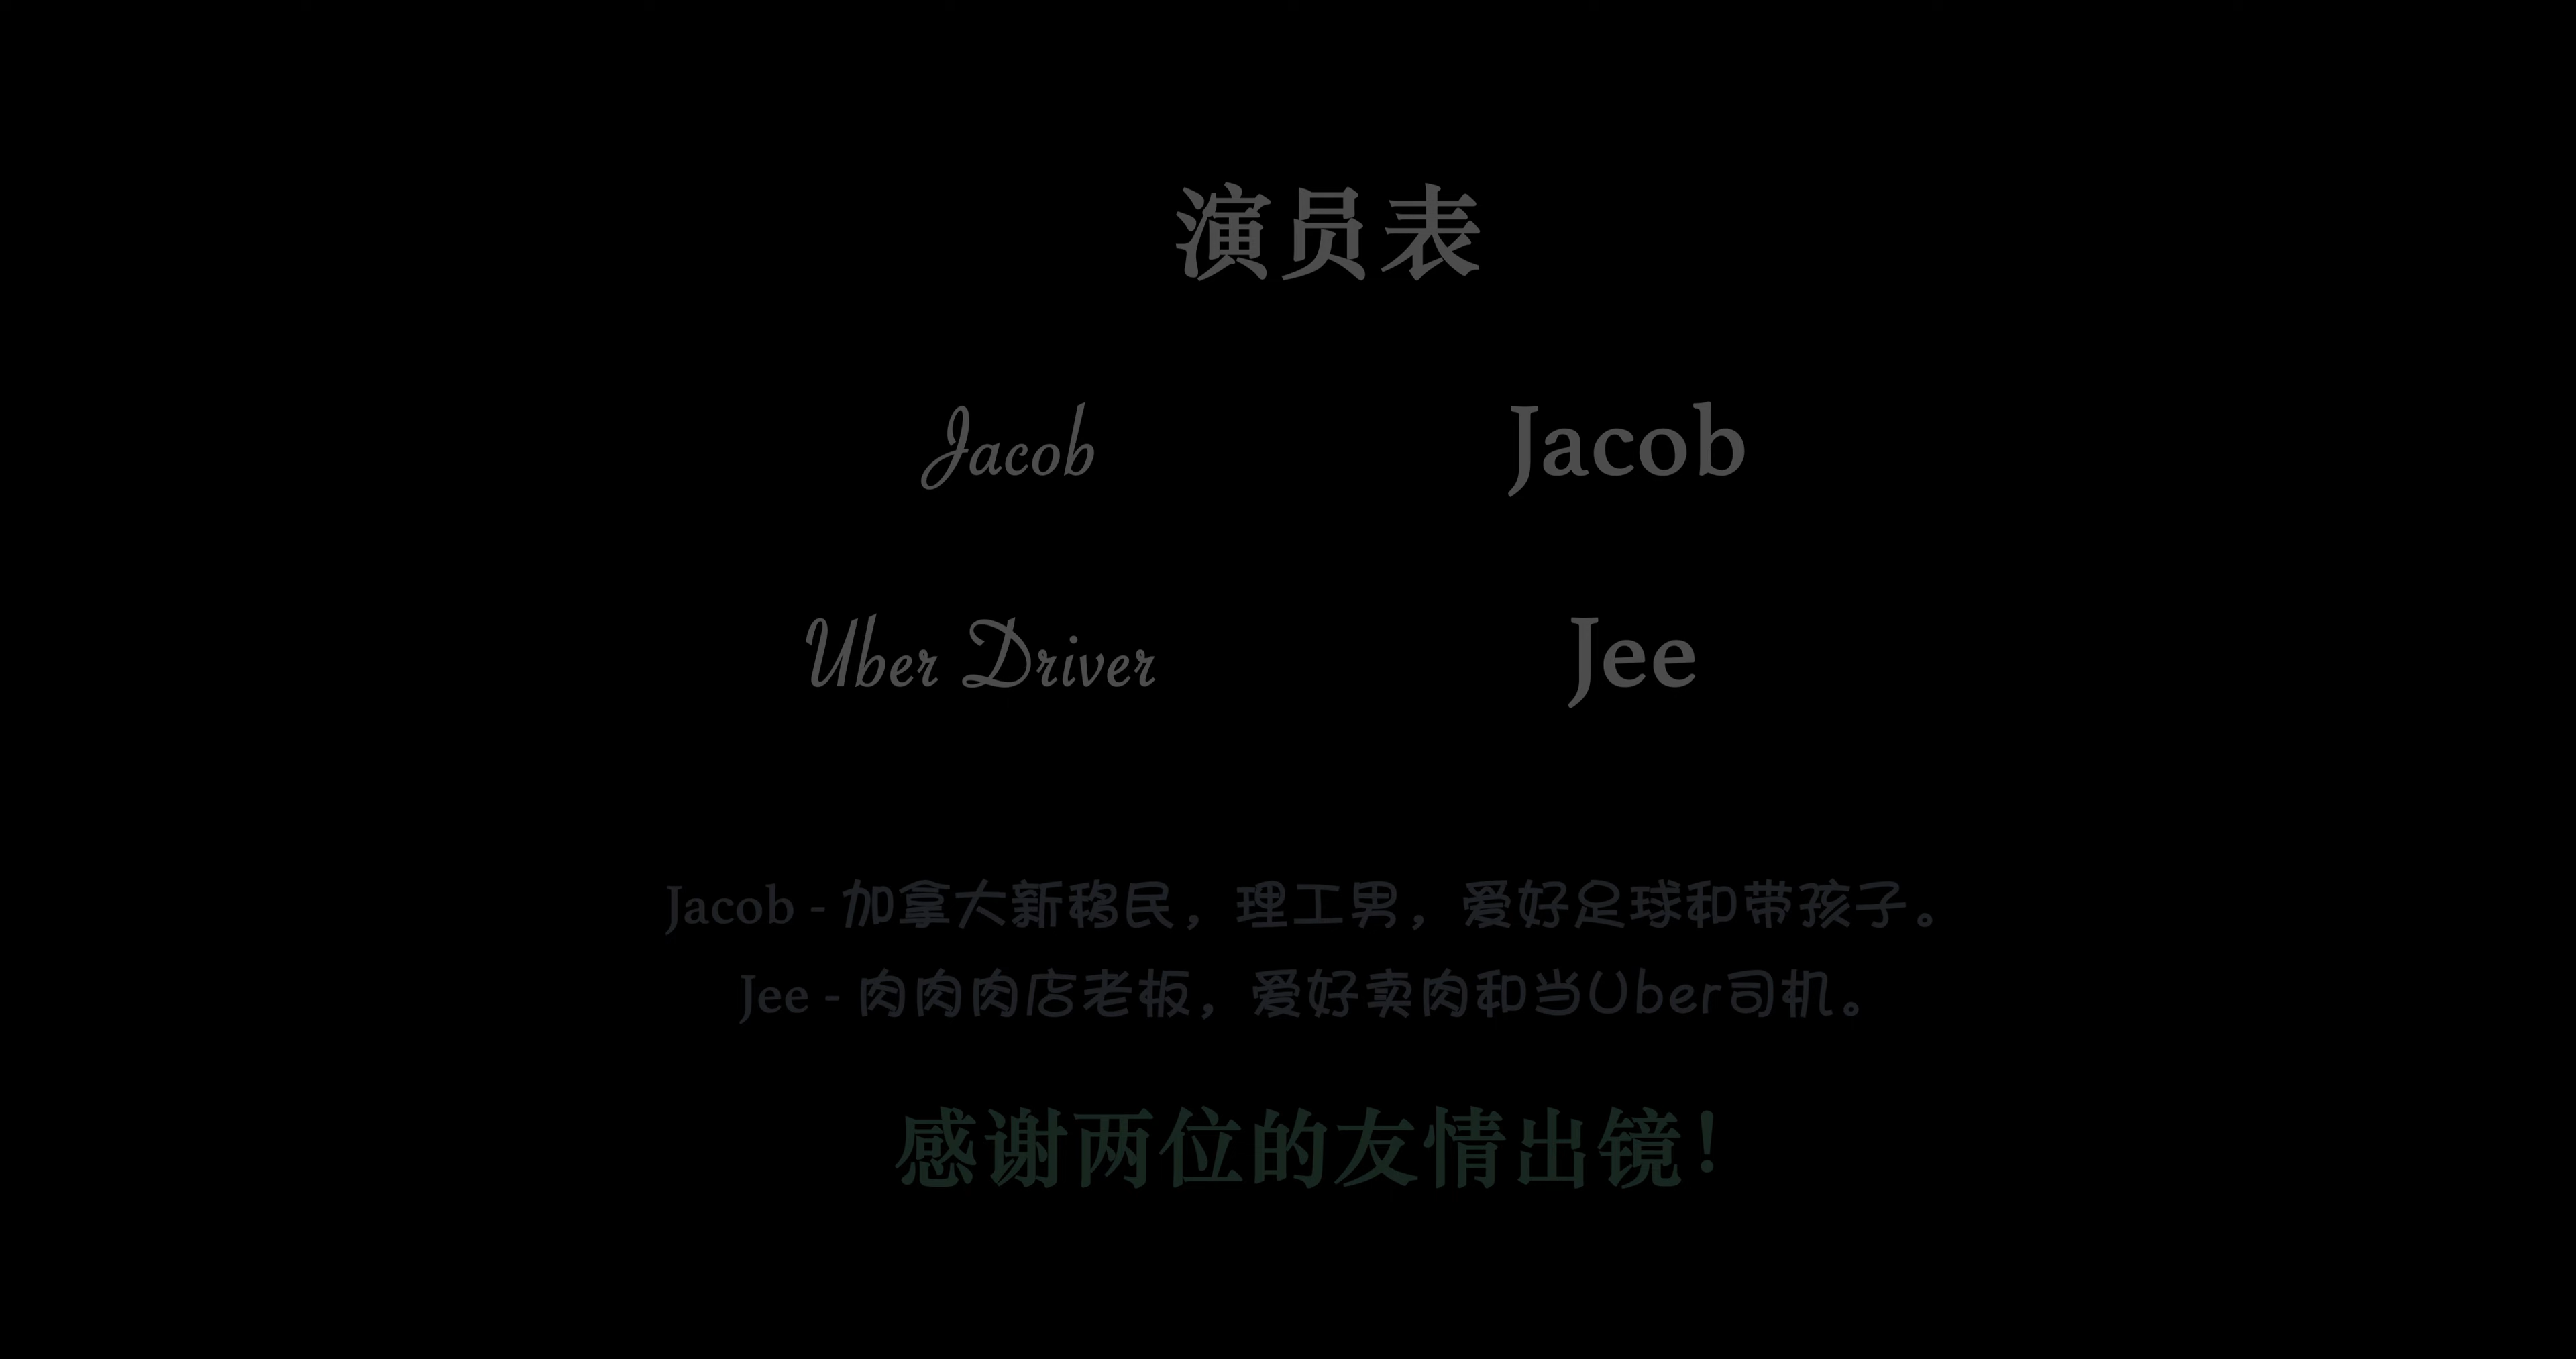 演员表
Jacob Jacob
Uber Driver Jee
Jacob - 加拿大新移民，理工男，爱好足球和带孩子。
Jee - 肉肉肉店老板，爱好卖肉和当Uber司机。
感谢两位的友情出镜！